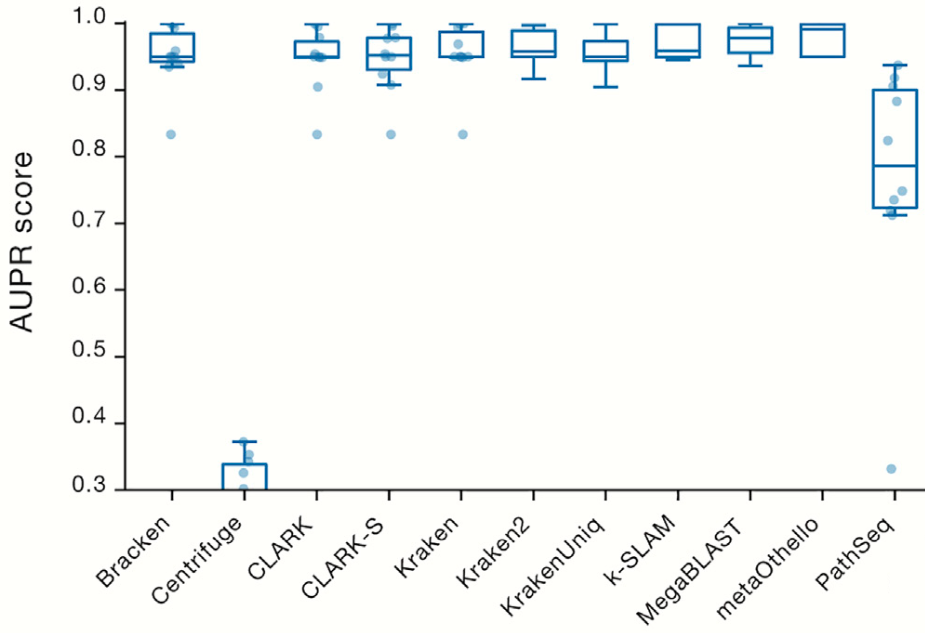 AUPR score
1.0
0.9
0.8
0.7
0.6
0.5
0.4
0.3
Bracken
Centrifuge
CLARK
CLARK-S
Kraken
Kraken2
KrakenUniq
k-SLAM
MegaBLAST
metaOthello
PathSeq